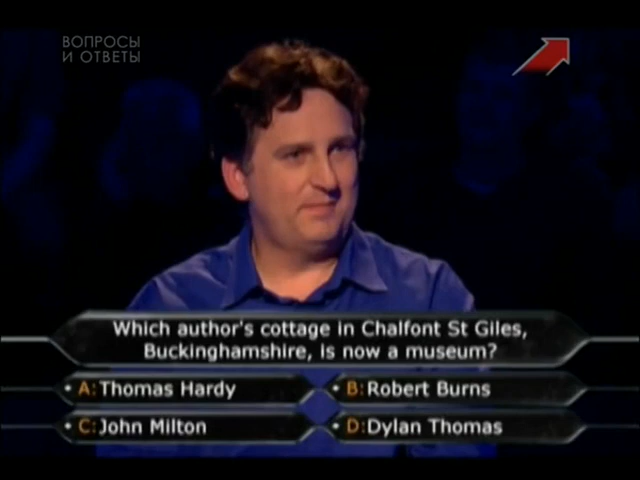 ВОПРОСЫ
И ОТВЕТЫ
Which author's cottage in Chalfont St Giles,
Buckinghamshire, is now a museum?
A: Thomas Hardy
B: Robert Burns
C: John Milton
D: Dylan Thomas